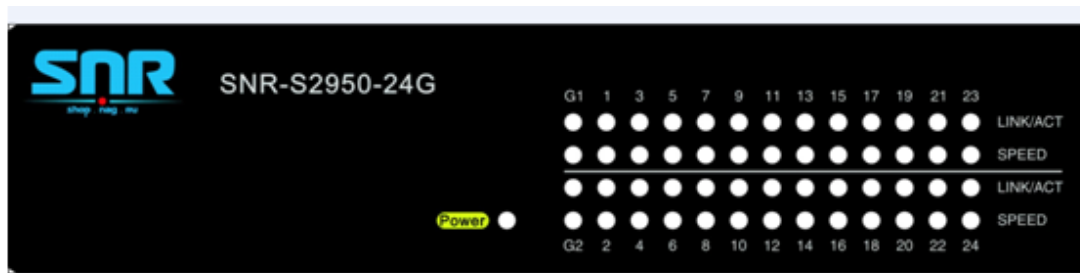 SNR
shop . nag . ru
SNR-S2950-24G
G1 1 3 5 7 9 11 13 15 17 19 21 23
LINK/ACT
SPEED
LINK/ACT
Power
SPEED
G2 2 4 6 8 10 12 14 16 18 20 22 24